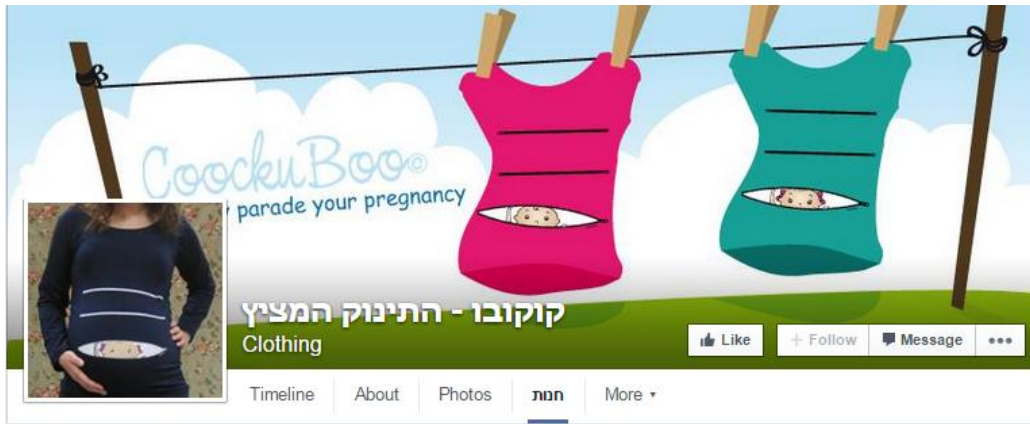 CoockuBoo©
parade your pregnancy
קוקובו - התינוק המציץ
Clothing
Like
+ Follow
Message
Timeline
About
Photos
חנות
More